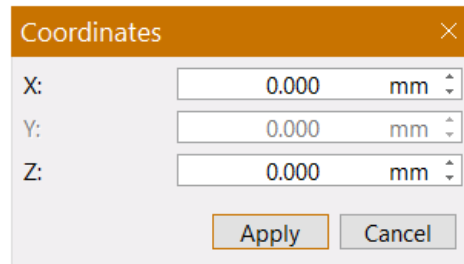 Coordinates
X: 0.000 mm
Y: 0.000 mm
Z: 0.000 mm
Apply Cancel